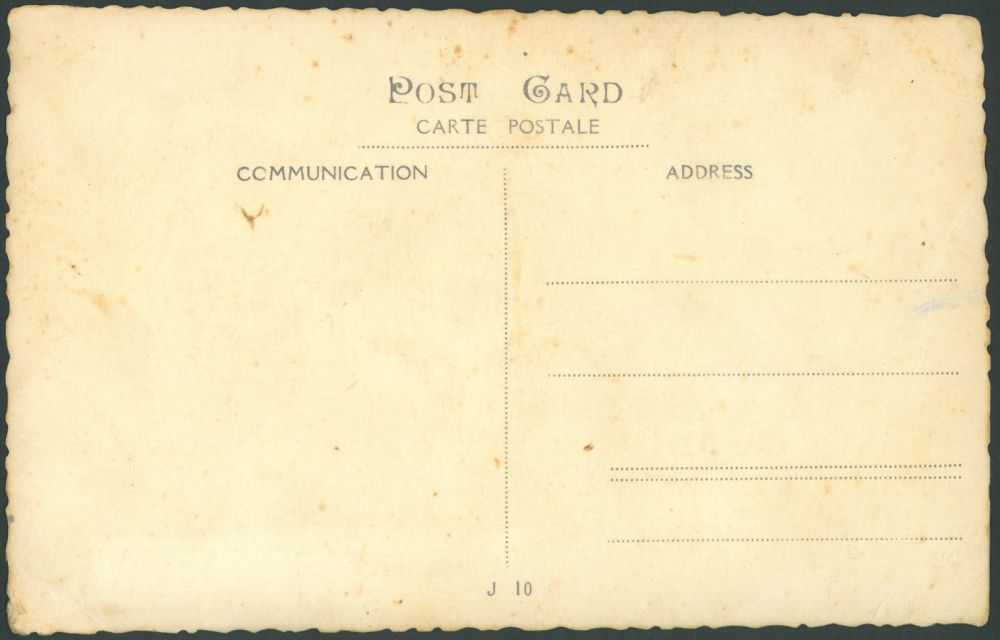 POST CARD
CARTE POSTALE
COMMUNICATION
ADDRESS
J 10